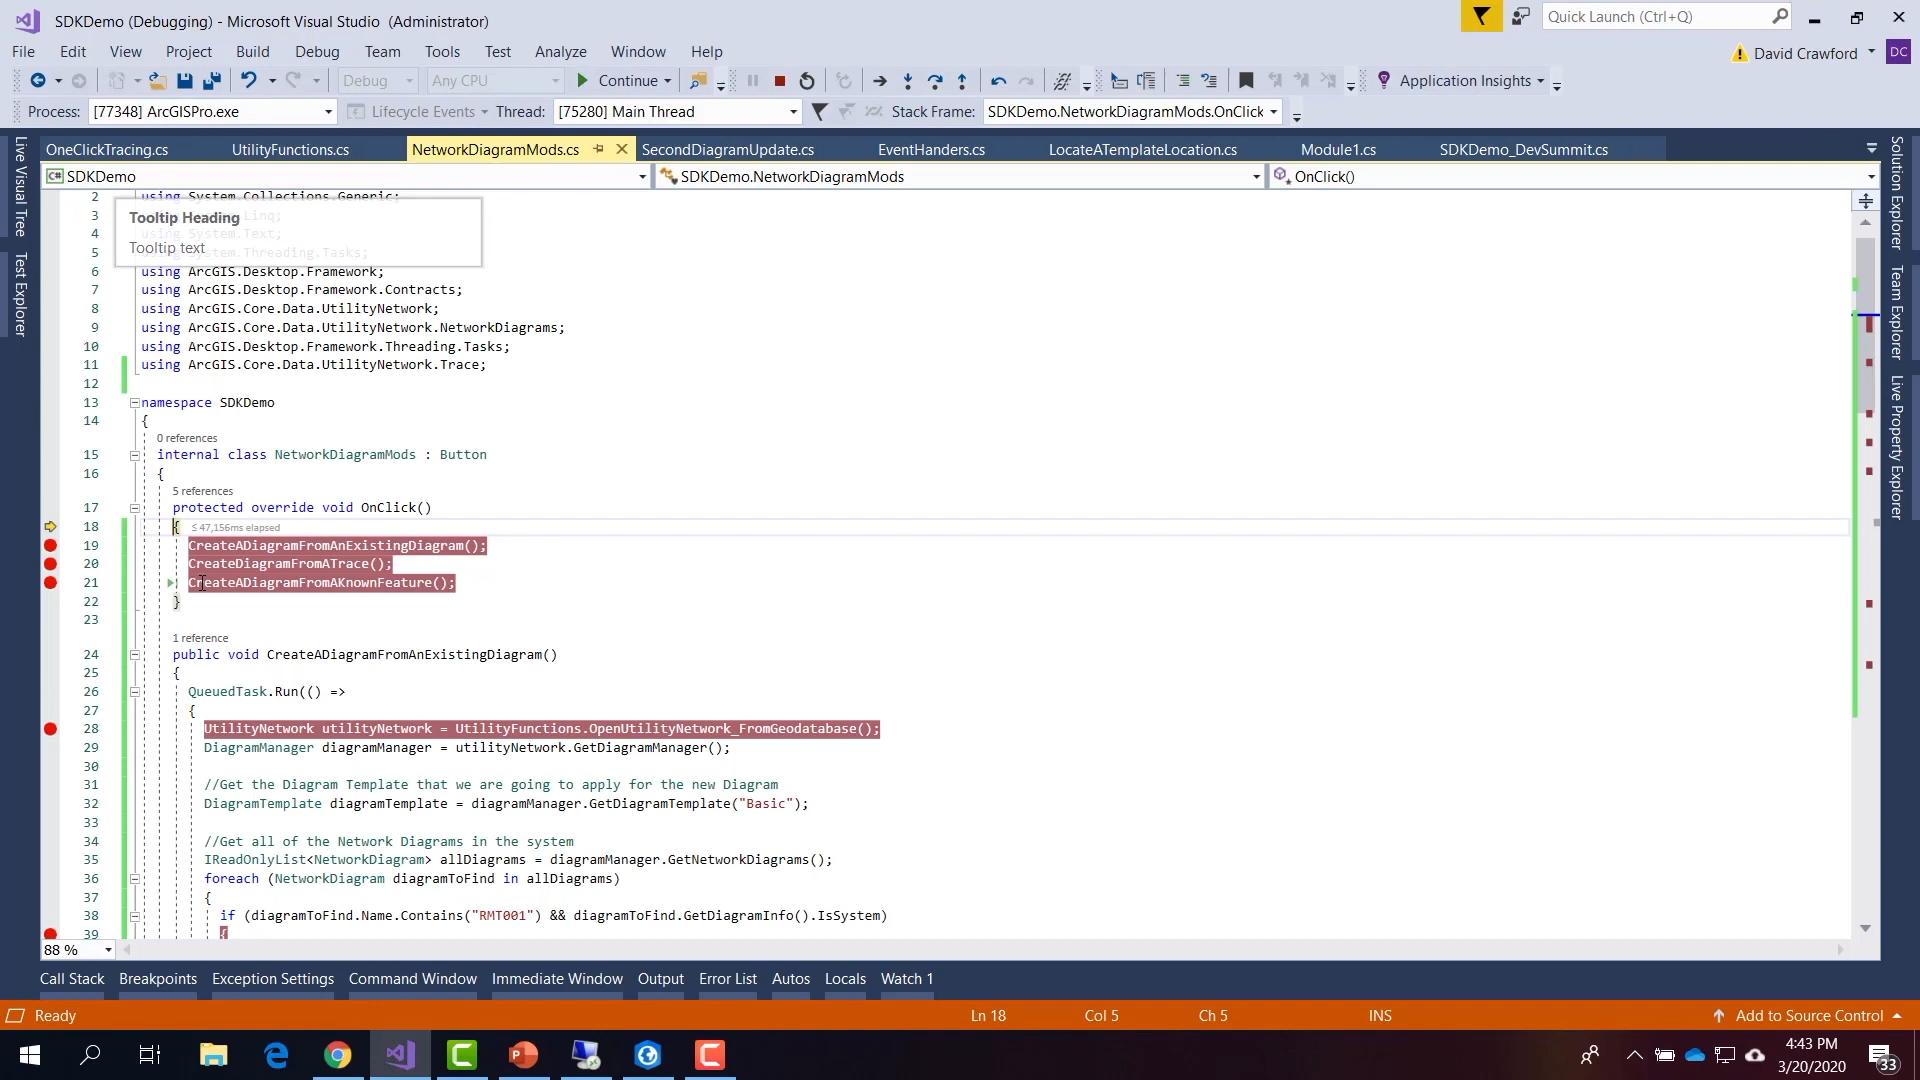 SDKDemo (Debugging) - Microsoft Visual Studio (Administrator)
Quick Launch (Ctrl+Q)
File Edit View Project Build Debug Team Tools Test Analyze Window Help
David Crawford DC
Debug Any CPU Continue Application Insights
Process: [77348] ArcGISPro.exe Lifecycle Events Thread: [75280] Main Thread Stack Frame: SDKDemo.NetworkDiagramMods.OnClick
OneClickTracing.cs UtilityFunctions.cs NetworkDiagramMods.cs SecondDiagramUpdate.cs EventHanders.cs LocateATemplateLocation.cs Module1.cs SDKDemo_DevSummit.cs
C# SDKDemo SDKDemo.NetworkDiagramMods OnClick()
Live Visual Tree
Test Explorer
Solution Explorer
Team Explorer
Live Property Explorer
2 using System.Collections.Generic;
Tooltip Heading
Tooltip text
3 Linq;
4 using System.Text;
5 using System.Threading.Tasks;
6 using ArcGIS.Desktop.Framework;
7 using ArcGIS.Desktop.Framework.Contracts;
8 using ArcGIS.Core.Data.UtilityNetwork;
9 using ArcGIS.Core.Data.UtilityNetwork.NetworkDiagrams;
10 using ArcGIS.Desktop.Framework.Threading.Tasks;
11 using ArcGIS.Core.Data.UtilityNetwork.Trace;
12
13 namespace SDKDemo
14 {
0 references
15 internal class NetworkDiagramMods : Button
16 {
5 references
17 protected override void OnClick()
18 { ≤ 47,156ms elapsed
19 CreateADiagramFromAnExistingDiagram();
20 CreateDiagramFromATrace();
21 CreateADiagramFromAKnownFeature();
22 }
23
1 reference
24 public void CreateADiagramFromAnExistingDiagram()
25 {
26 QueuedTask.Run(() =>
27 {
28 UtilityNetwork utilityNetwork = UtilityFunctions.OpenUtilityNetwork_FromGeodatabase();
29 DiagramManager diagramManager = utilityNetwork.GetDiagramManager();
30
31 //Get the Diagram Template that we are going to apply for the new Diagram
32 DiagramTemplate diagramTemplate = diagramManager.GetDiagramTemplate("Basic");
33
34 //Get all of the Network Diagrams in the system
35 IReadOnlyList<NetworkDiagram> allDiagrams = diagramManager.GetNetworkDiagrams();
36 foreach (NetworkDiagram diagramToFind in allDiagrams)
37 {
38 if (diagramToFind.Name.Contains("RMT001") && diagramToFind.GetDiagramInfo().IsSystem)
39 {
88 %
Call Stack Breakpoints Exception Settings Command Window Immediate Window Output Error List Autos Locals Watch 1
Ready Ln 18 Col 5 Ch 5 INS Add to Source Control
4:43 PM
3/20/2020
33